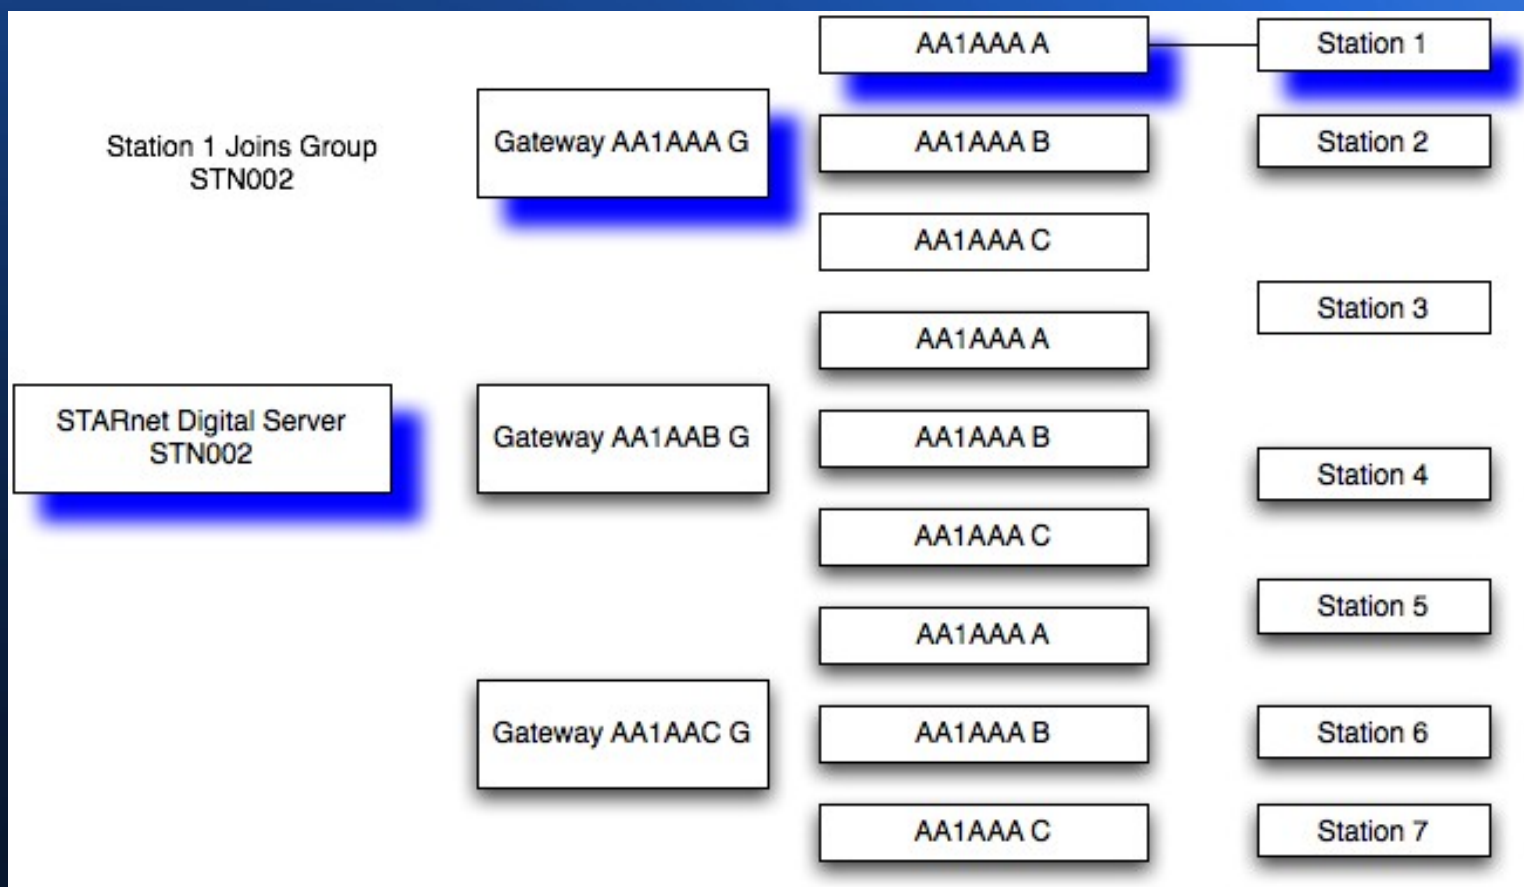 Station 1 Joins Group
STN002
STARnet Digital Server
STN002
Gateway AA1AAA G
Gateway AA1AAB G
Gateway AA1AAC G
AA1AAA A
AA1AAA B
AA1AAA C
AA1AAA A
AA1AAA B
AA1AAA C
AA1AAA A
AA1AAA B
AA1AAA C
Station 1
Station 2
Station 3
Station 4
Station 5
Station 6
Station 7